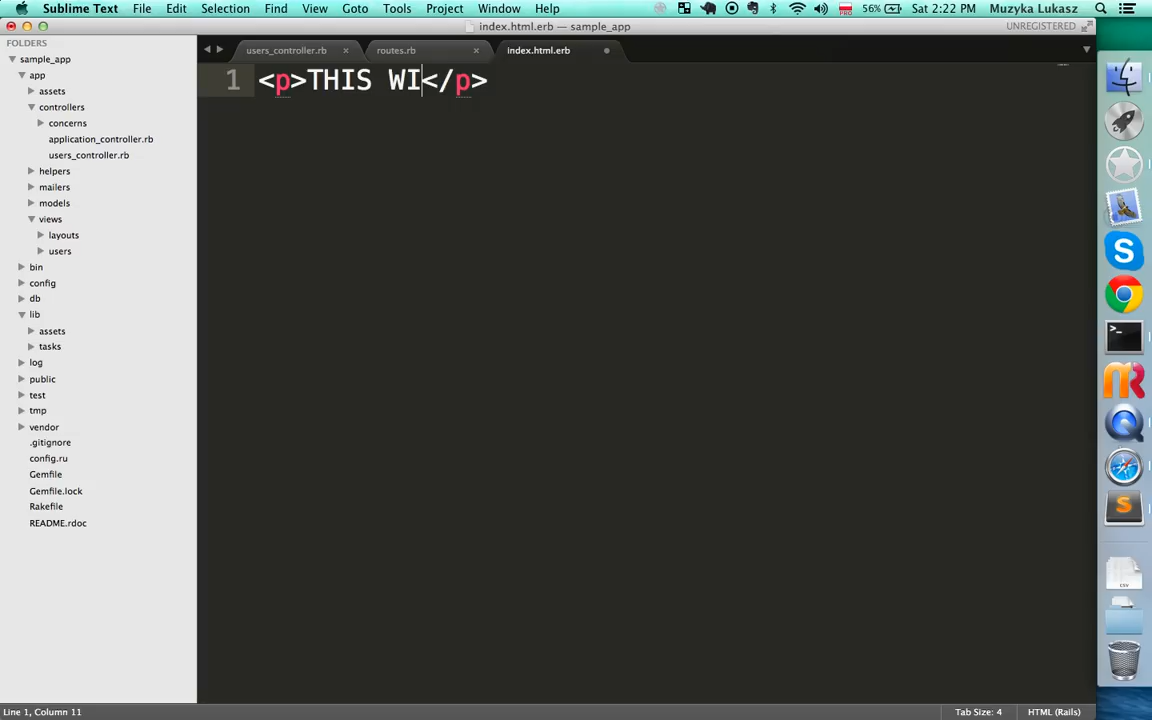 Sublime Text File Edit Selection Find View Goto Tools Project Window Help 56% Sat 2:22 PM Muzyka Lukasz
index.html.erb — sample_app UNREGISTERED
FOLDERS
sample_app
app
assets
controllers
concerns
application_controller.rb
users_controller.rb
helpers
mailers
models
views
layouts
users
bin
config
db
lib
assets
tasks
log
public
test
tmp
vendor
.gitignore
config.ru
Gemfile
Gemfile.lock
Rakefile
README.rdoc
users_controller.rb × routes.rb × index.html.erb
1 <p>THIS WI</p>
S
S
CSV
Line 1, Column 11 Tab Size: 4 HTML (Rails)